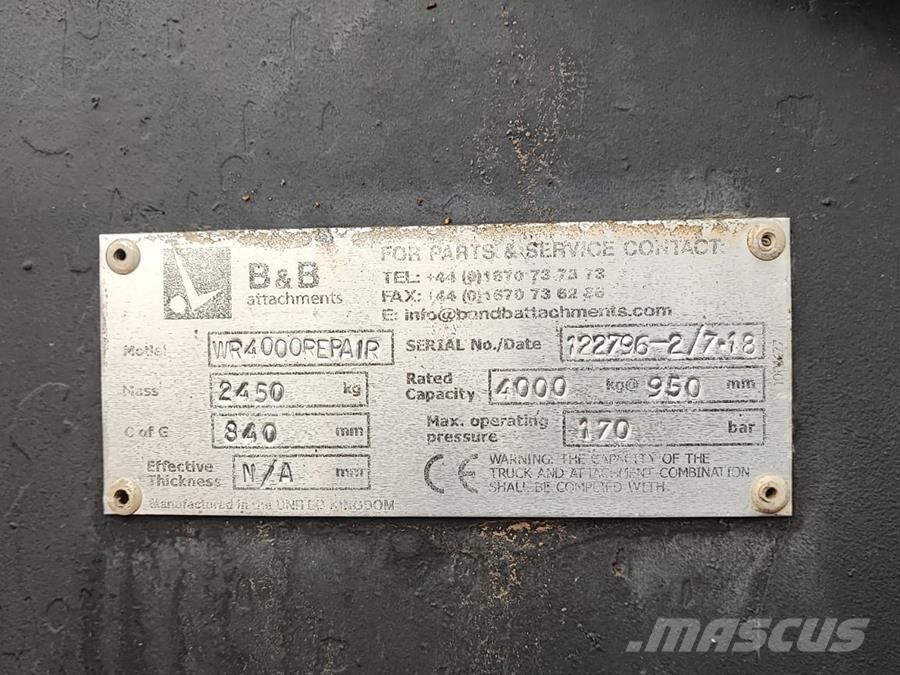 B&B
attachments
FOR PARTS & SERVICE CONTACT:
TEL: +44 (0)1670 73 73 73
FAX: +44 (0)1670 73 62 86
E: info@bandbattachments.com
Model WR4000REPAIR
SERIAL No./Date 122796-2/7-18
Mass 2450 kg
Rated Capacity 4000 kg@ 950 mm
C of G 840 mm
Max. operating pressure 170 bar
Effective Thickness N/A mm
CE WARNING: THE CAPACITY OF THE
TRUCK AND ATTACHMENT COMBINATION
SHALL BE COMPLIED WITH.
Manufactured in the UNITED KINGDOM
MASCUS